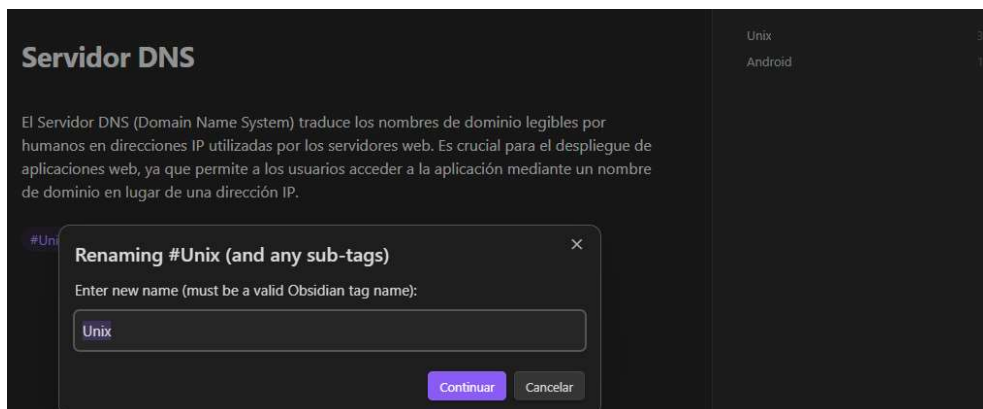 Servidor DNS
El Servidor DNS (Domain Name System) traduce los nombres de dominio legibles por
humanos en direcciones IP utilizadas por los servidores web. Es crucial para el despliegue de
aplicaciones web, ya que permite a los usuarios acceder a la aplicación mediante un nombre
de dominio en lugar de una dirección IP.
#Uni
Renaming #Unix (and any sub-tags)
Enter new name (must be a valid Obsidian tag name):
Unix
Continuar Cancelar
Unix
Android